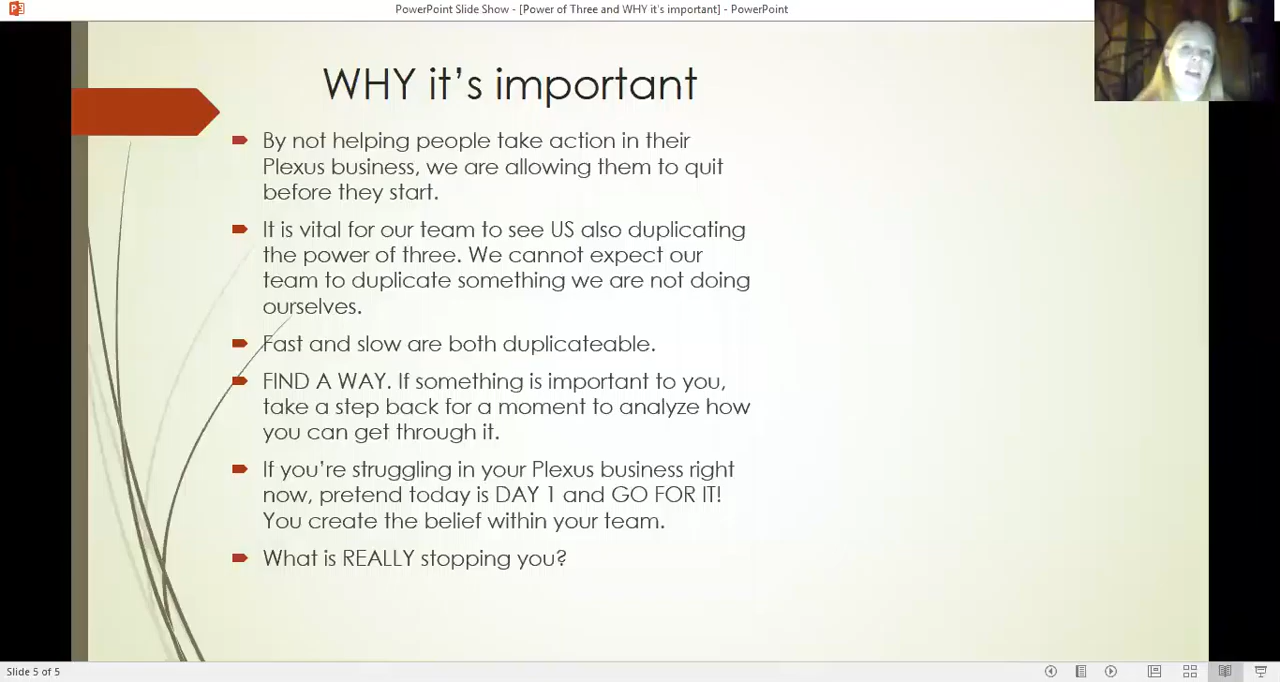 PowerPoint Slide Show - [Power of Three and WHY it's important] - PowerPoint
WHY it's important
By not helping people take action in their
Plexus business, we are allowing them to quit
before they start.
It is vital for our team to see US also duplicating
the power of three. We cannot expect our
team to duplicate something we are not doing
ourselves.
Fast and slow are both duplicateable.
FIND A WAY. If something is important to you,
take a step back for a moment to analyze how
you can get through it.
If you're struggling in your Plexus business right
now, pretend today is DAY 1 and GO FOR IT!
You create the belief within your team.
What is REALLY stopping you?
Slide 5 of 5